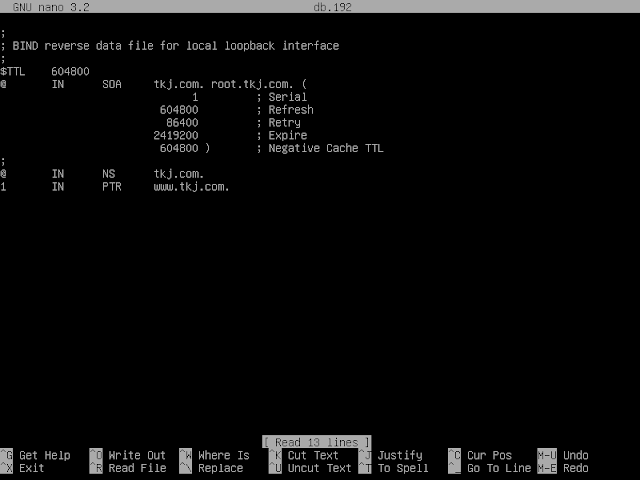 GNU nano 3.2 db.192
;
; BIND reverse data file for local loopback interface
;
$TTL 604800
@ IN SOA tkj.com. root.tkj.com. (
1 ; Serial
604800 ; Refresh
86400 ; Retry
2419200 ; Expire
604800 ) ; Negative Cache TTL
;
@ IN NS tkj.com.
1 IN PTR www.tkj.com.
[ Read 13 lines ]
^G Get Help ^O Write Out ^W Where Is ^K Cut Text ^J Justify ^C Cur Pos M-U Undo
^X Exit ^R Read File ^\ Replace ^U Uncut Text ^T To Spell ^_ Go To Line M-E Redo